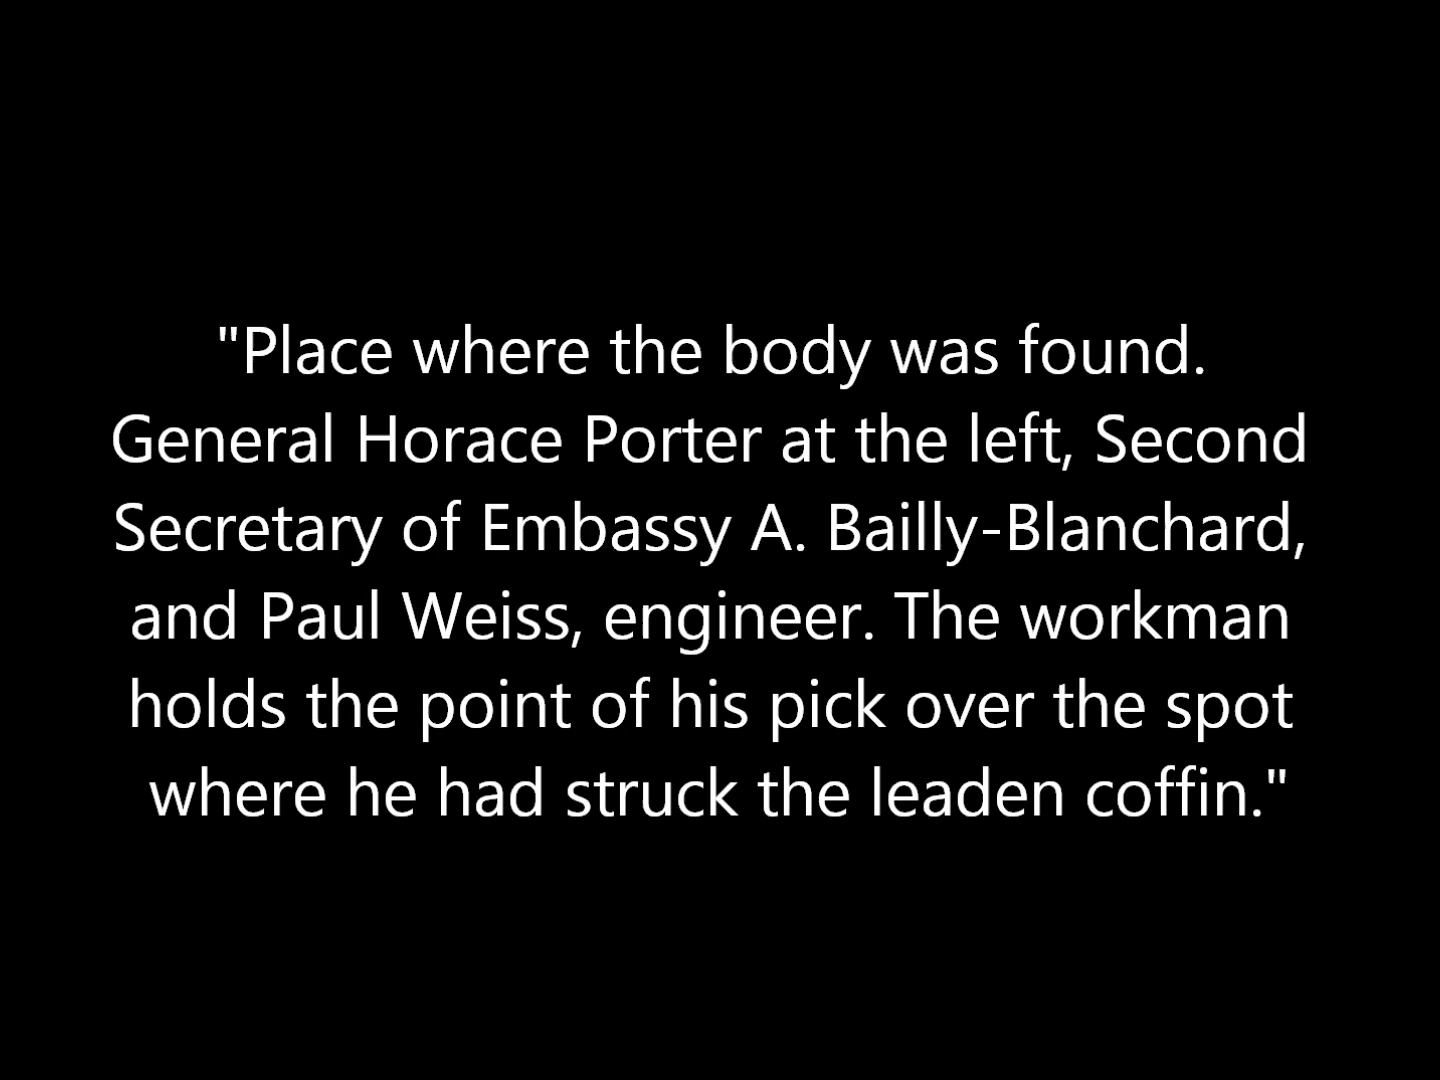 "Place where the body was found.
General Horace Porter at the left, Second
Secretary of Embassy A. Bailly-Blanchard,
and Paul Weiss, engineer. The workman
holds the point of his pick over the spot
where he had struck the leaden coffin."